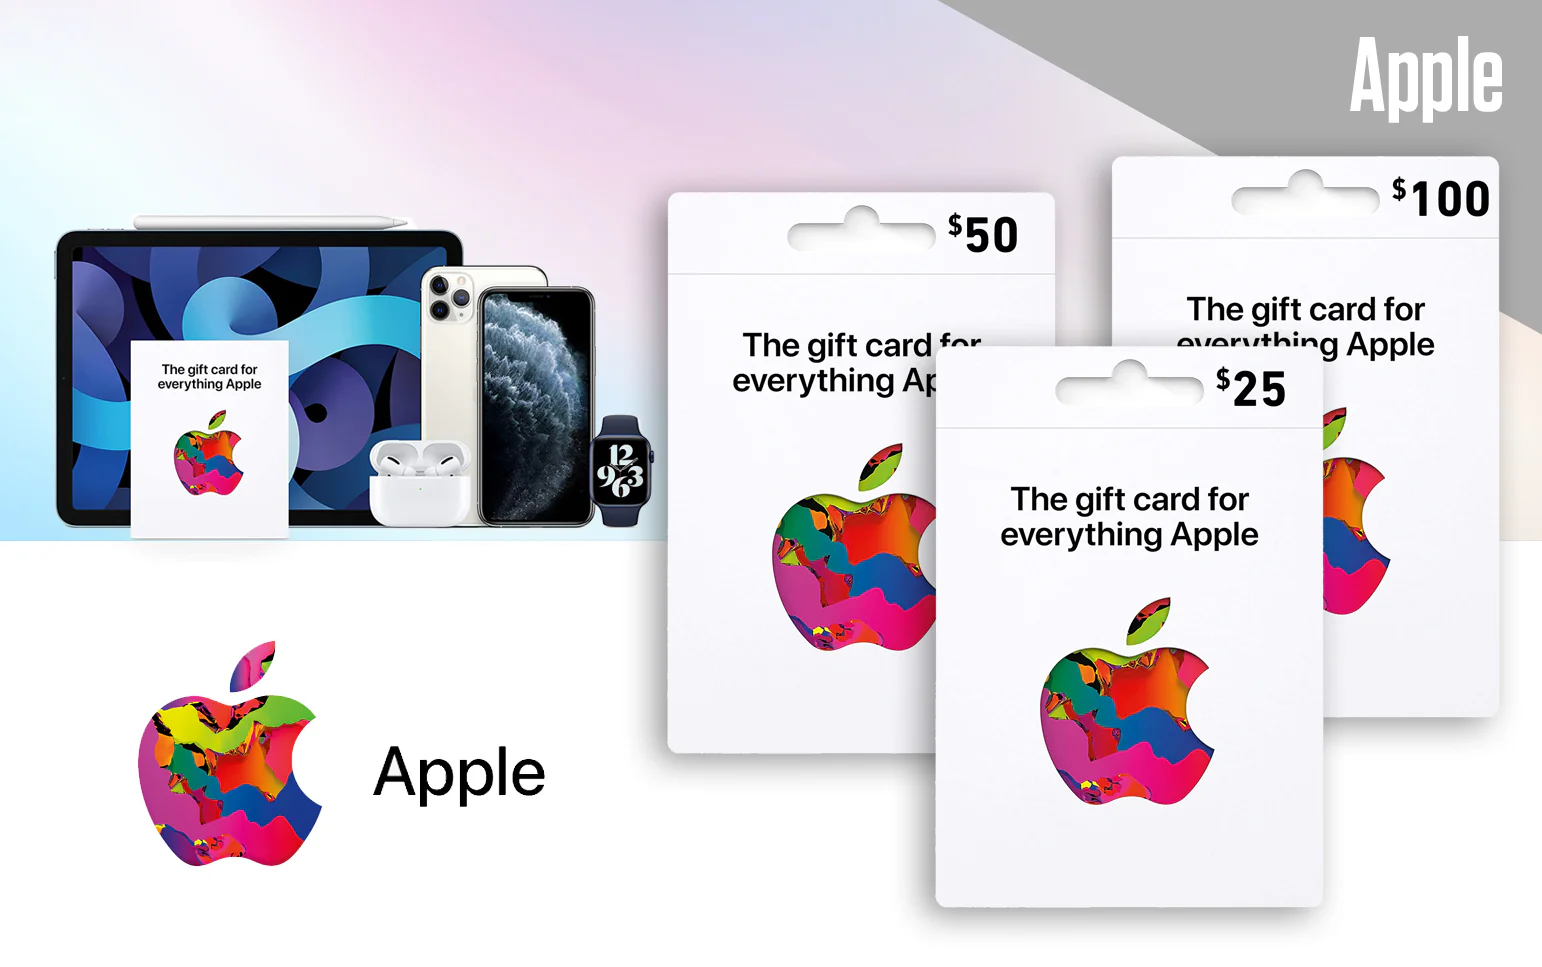 Apple
$50
The gift card for
everything Ap
$100
The gift card for
everything Apple
$25
The gift card for
everything Apple
The gift card for
everything Apple
12
9 3
6
Apple